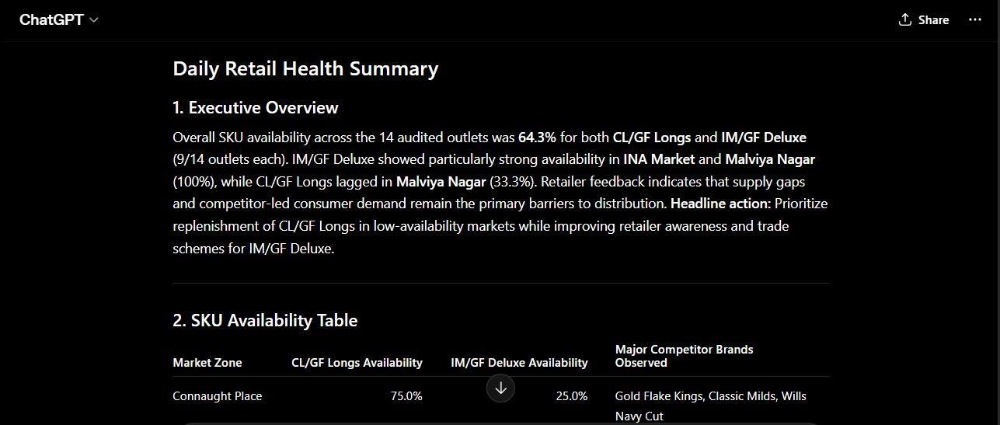 ChatGPT
Share
Daily Retail Health Summary
1. Executive Overview
Overall SKU availability across the 14 audited outlets was 64.3% for both CL/GF Longs and IM/GF Deluxe
(9/14 outlets each). IM/GF Deluxe showed particularly strong availability in INA Market and Malviya Nagar
(100%), while CL/GF Longs lagged in Malviya Nagar (33.3%). Retailer feedback indicates that supply gaps
and competitor-led consumer demand remain the primary barriers to distribution. Headline action: Prioritize
replenishment of CL/GF Longs in low-availability markets while improving retailer awareness and trade
schemes for IM/GF Deluxe.
2. SKU Availability Table
Market Zone CL/GF Longs Availability IM/GF Deluxe Availability Major Competitor Brands
Observed
Connaught Place 75.0% 25.0% Gold Flake Kings, Classic Milds, Wills
Navy Cut